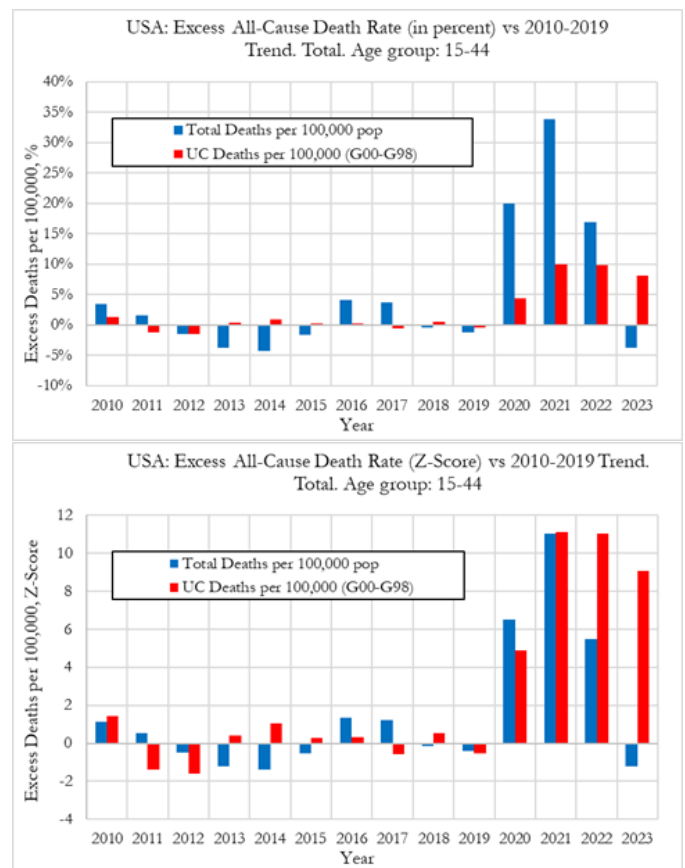 USA: Excess All-Cause Death Rate (in percent) vs 2010-2019
Trend. Total. Age group: 15-44
40%
35%
30%
25%
20%
15%
10%
5%
0%
-5%
-10%
Excess Deaths per 100,000, %
Total Deaths per 100,000 pop
UC Deaths per 100,000 (G00-G98)
2010 2011 2012 2013 2014 2015 2016 2017 2018 2019 2020 2021 2022 2023
Year
USA: Excess All-Cause Death Rate (Z-Score) vs 2010-2019 Trend.
Total. Age group: 15-44
12
10
8
6
4
2
0
-2
-4
Excess Deaths per 100,000, Z-Score
Total Deaths per 100,000 pop
UC Deaths per 100,000 (G00-G98)
2010 2011 2012 2013 2014 2015 2016 2017 2018 2019 2020 2021 2022 2023
Year